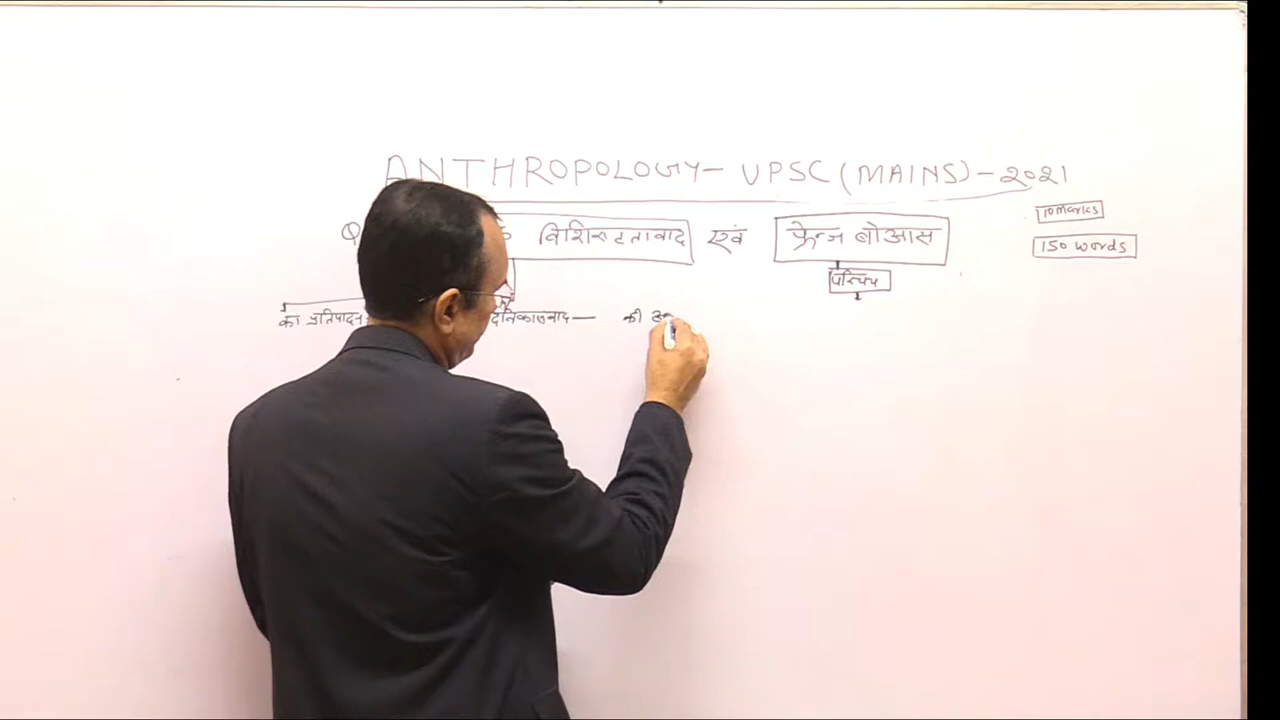 ANTHROPOLOGY- UPSC (MAINS) - 2021
Q विशिष्टतावाद एवं फ्रेन्ज बोआस
10 Marks
150 words
परिचय
का प्रतिपादन
की